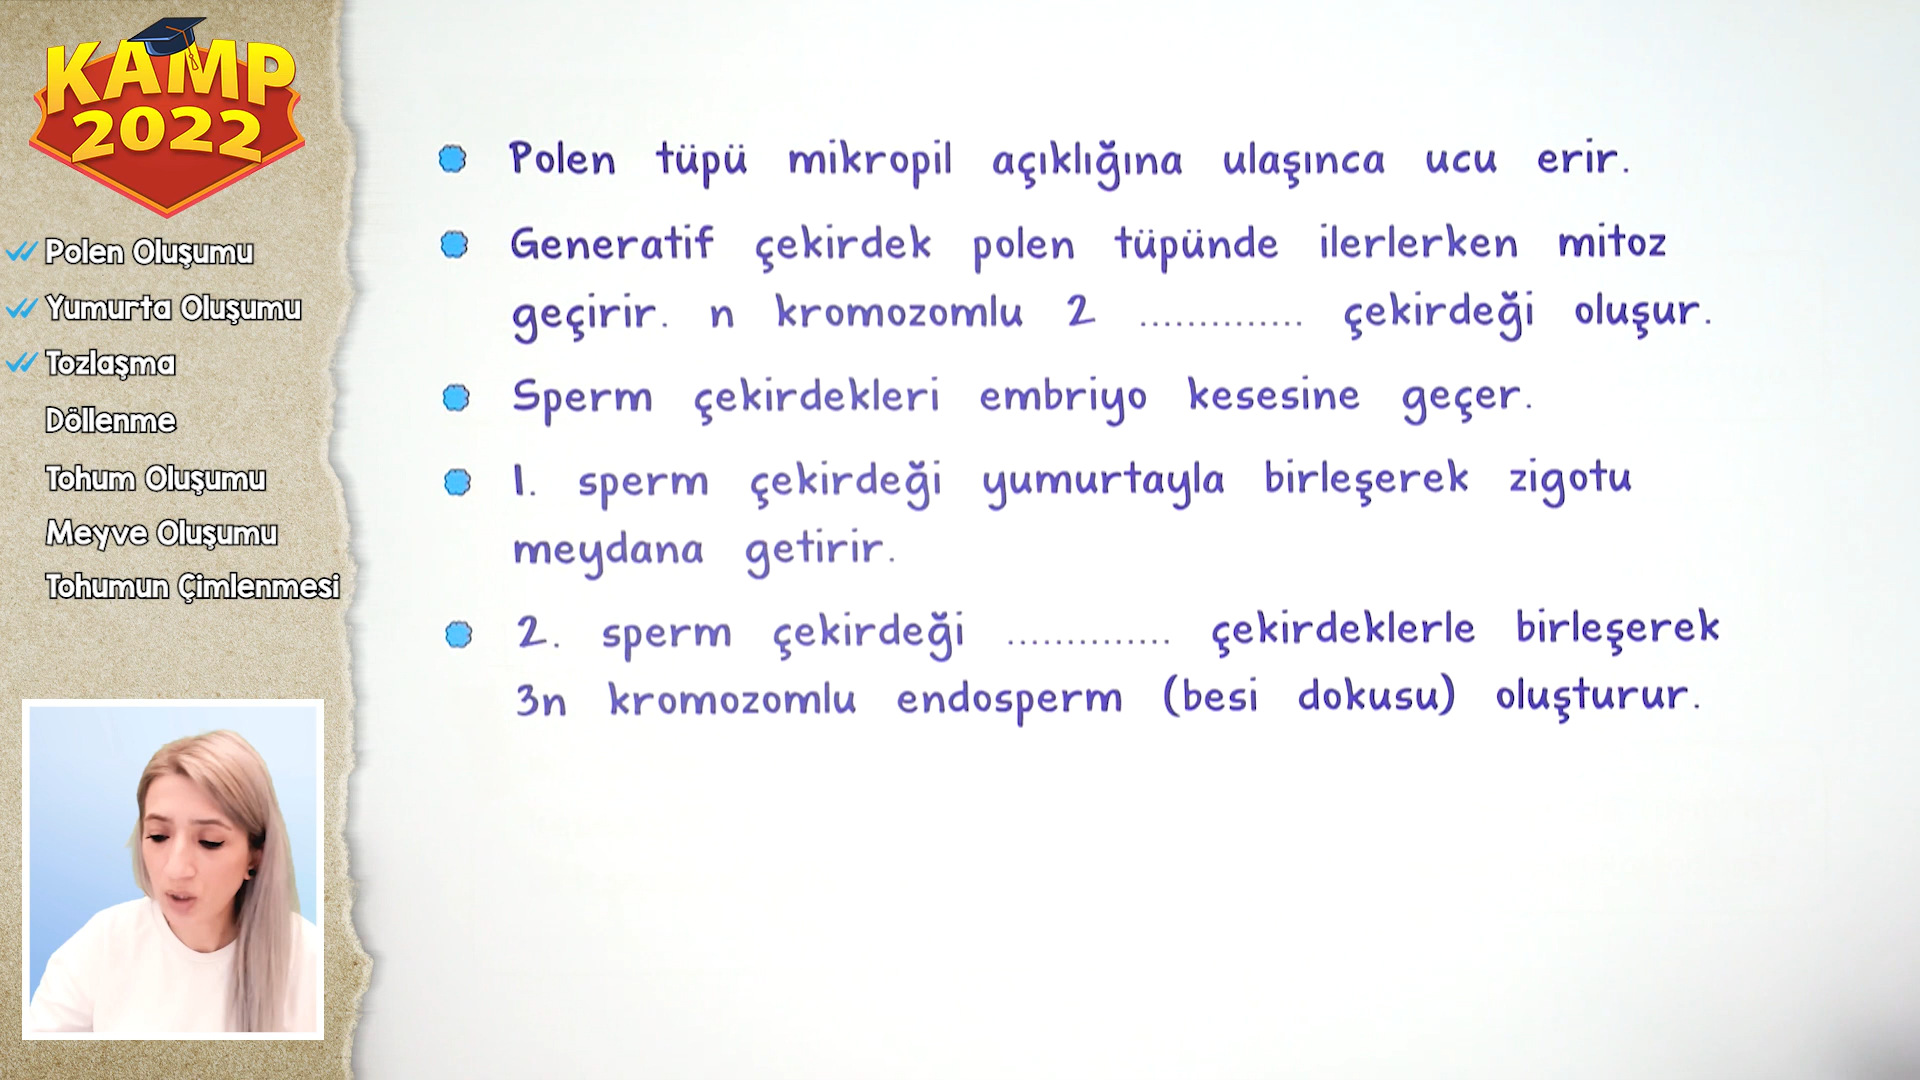 KAMP
2022
Polen Oluşumu
Yumurta Oluşumu
Tozlaşma
Döllenme
Tohum Oluşumu
Meyve Oluşumu
Tohumun Çimlenmesi
Polen tüpü mikropil açıklığına ulaşınca ucu erir.
Generatif çekirdek polen tüpünde ilerlerken mitoz
geçirir. n kromozomlu 2 .............. çekirdeği oluşur.
Sperm çekirdekleri embriyo kesesine geçer.
1. sperm çekirdeği yumurtayla birleşerek zigotu
meydana getirir.
2. sperm çekirdeği .............. çekirdeklerle birleşerek
3n kromozomlu endosperm (besi dokusu) oluşturur.